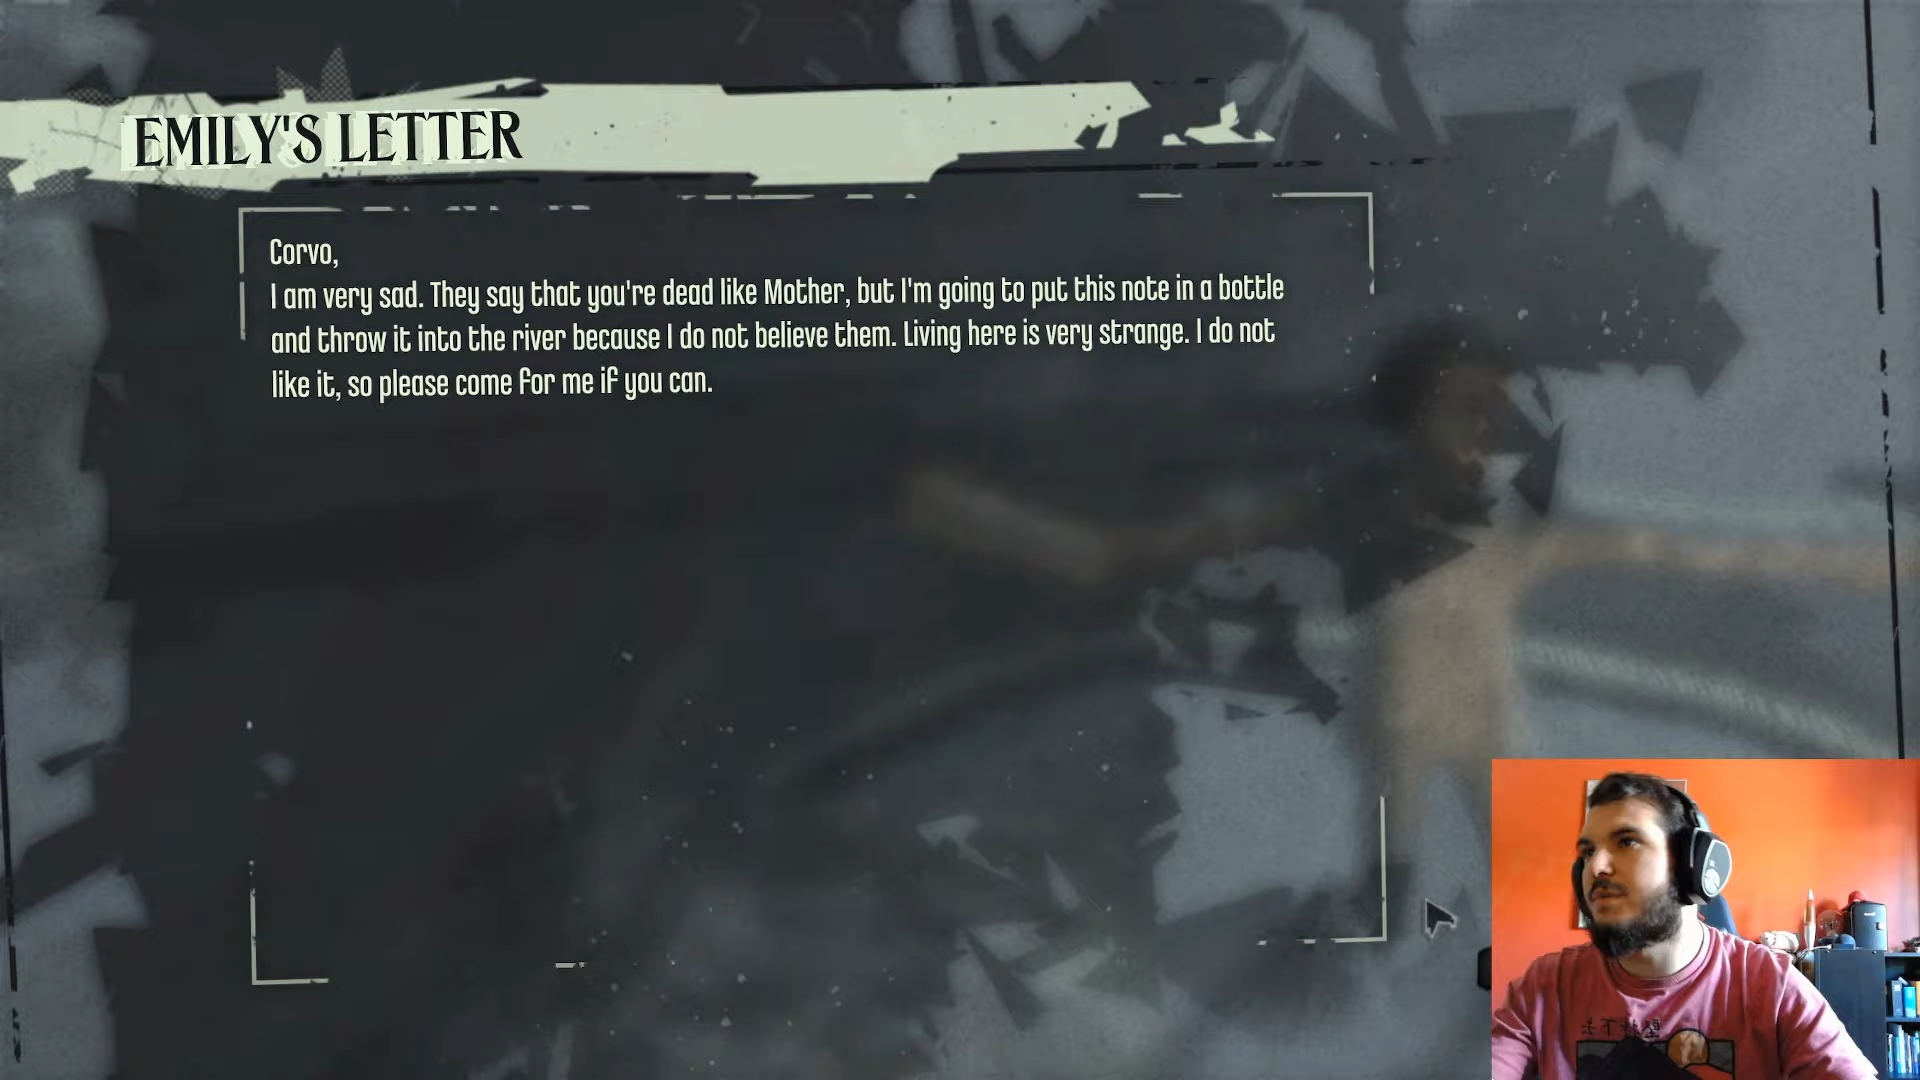 EMILY'S LETTER
Corvo,
I am very sad. They say that you're dead like Mother, but I'm going to put this note in a bottle
and throw it into the river because I do not believe them. Living here is very strange. I do not
like it, so please come for me if you can.